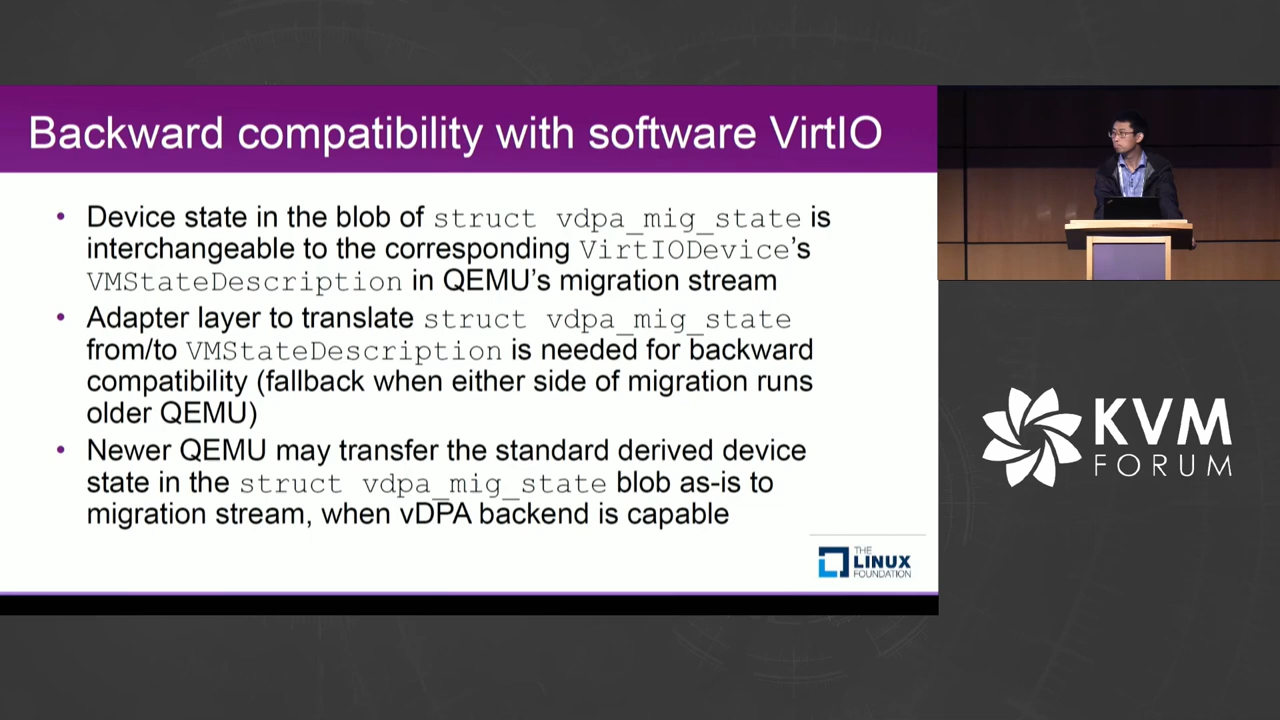 Backward compatibility with software VirtIO
• Device state in the blob of struct vdpa_mig_state is
interchangeable to the corresponding VirtIODevice's
VMStateDescription in QEMU's migration stream
• Adapter layer to translate struct vdpa_mig_state
from/to VMStateDescription is needed for backward
compatibility (fallback when either side of migration runs
older QEMU)
• Newer QEMU may transfer the standard derived device
state in the struct vdpa_mig_state blob as-is to
migration stream, when vDPA backend is capable
THE
LINUX
FOUNDATION
KVM
FORUM